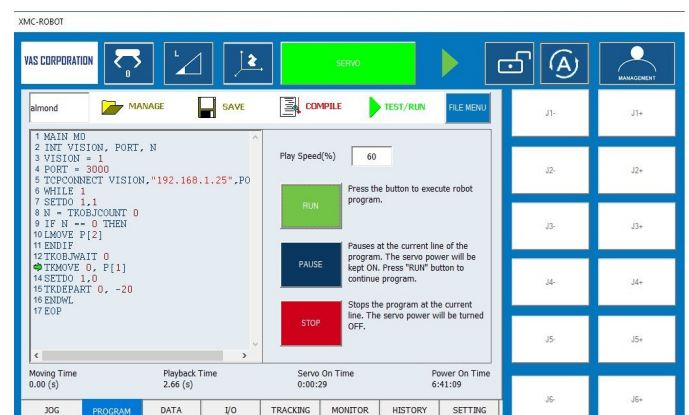 XMC-ROBOT
VAS CORPORATION
0
L
2
SERVO
A
MANAGEMENT
almond
MANAGE
SAVE
COMPILE
TEST/RUN
FILE MENU
1 MAIN M0
2 INT VISION, PORT, N
3 VISION = 1
4 PORT = 3000
5 TCPCONNECT VISION,"192.168.1.25",PO
6 WHILE 1
7 SETDO 1,1
8 N = TKOBJCOUNT 0
9 IF N == 0 THEN
10 LMOVE P[2]
11 ENDIF
12 TKOBJWAIT 0
TKMOVE 0, P[1]
14 SETDO 1,0
15 TKDEPART 0, -20
16 ENDWL
17 EOP
Play Speed(%) 60
RUN
Press the button to execute robot
program.
PAUSE
Pauses at the current line of the
program. The servo power will be
kept ON. Press "RUN" button to
continue program.
STOP
Stops the program at the current
line. The servo power will be turned
OFF.
Moving Time
0.00 (s)
Playback Time
2.66 (s)
Servo On Time
0:00:29
Power On Time
6:41:09
JOG PROGRAM DATA I/O TRACKING MONITOR HISTORY SETTING
J1- J1+
J2- J2+
J3- J3+
J4- J4+
J5- J5+
J6- J6+